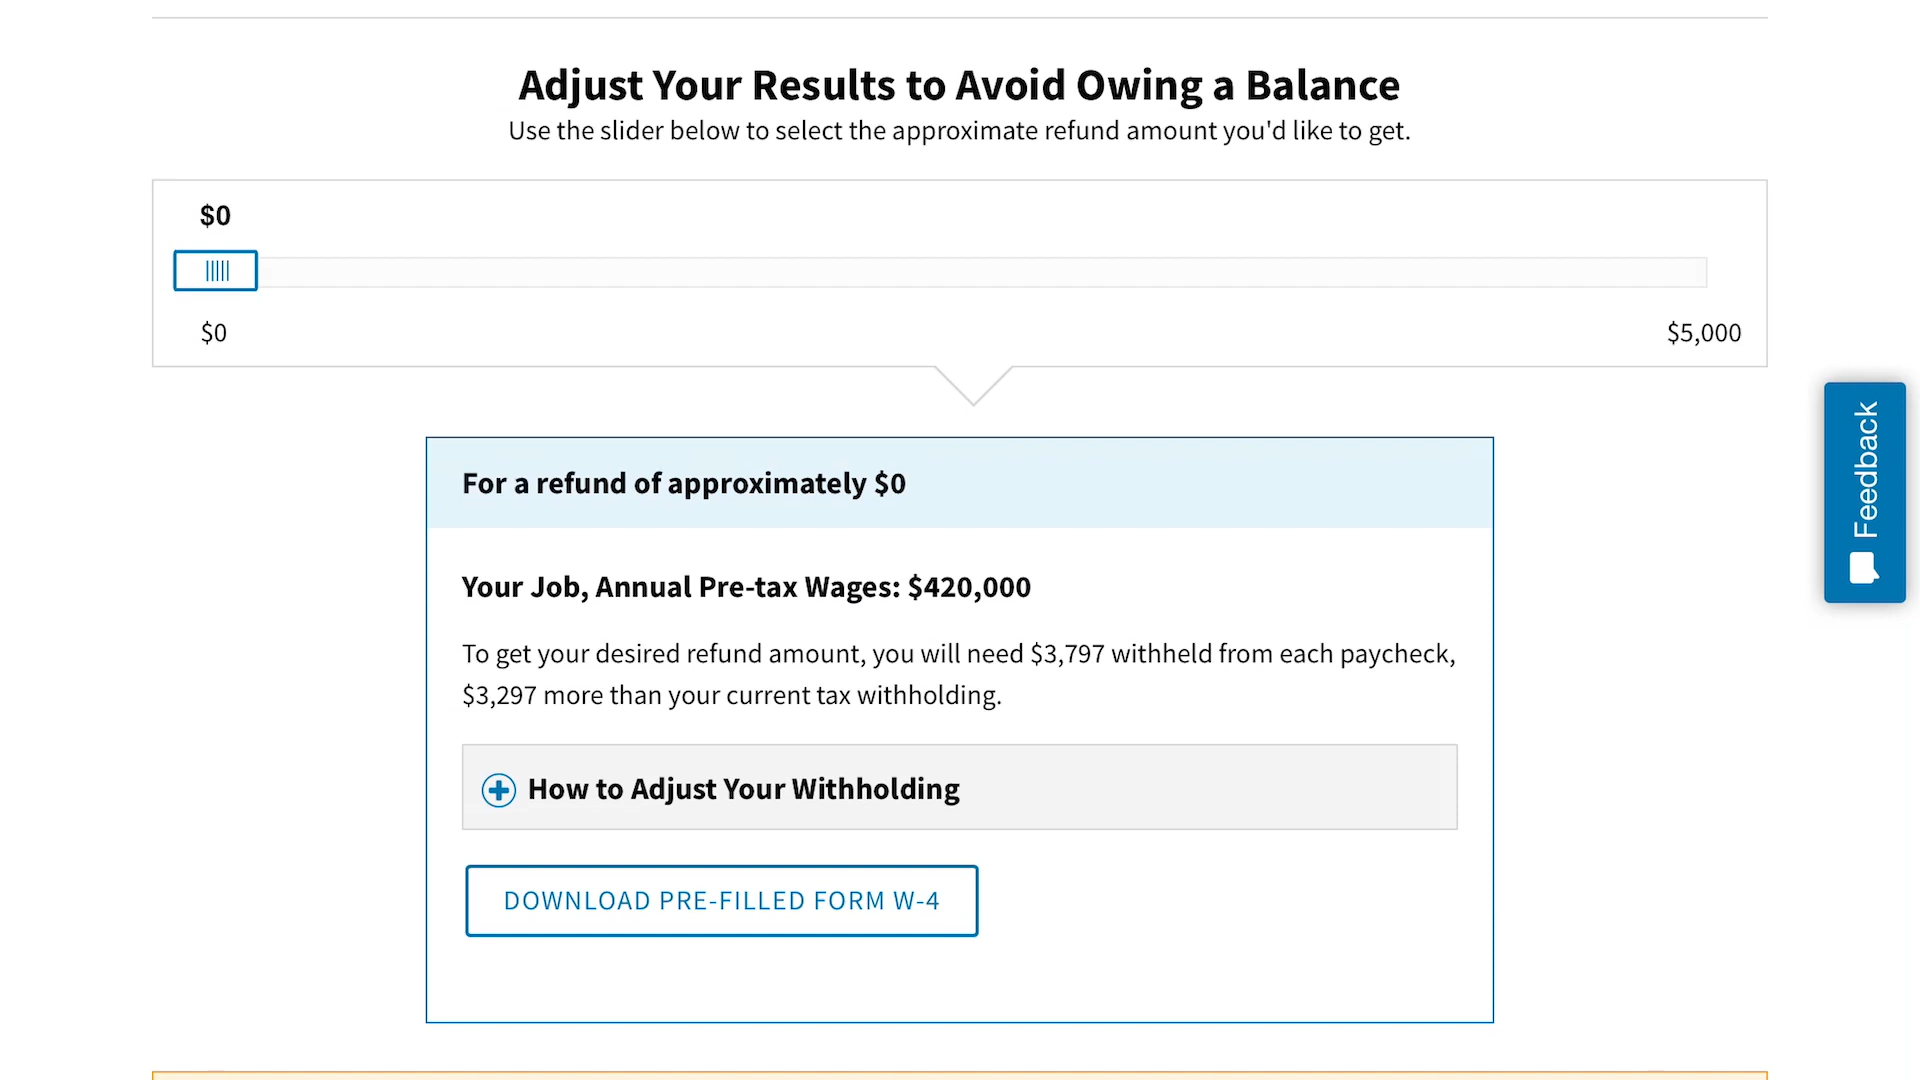 Adjust Your Results to Avoid Owing a Balance
Use the slider below to select the approximate refund amount you'd like to get.
$0
$0
$5,000
Feedback
For a refund of approximately $0
Your Job, Annual Pre-tax Wages: $420,000
To get your desired refund amount, you will need $3,797 withheld from each paycheck,
$3,297 more than your current tax withholding.
How to Adjust Your Withholding
DOWNLOAD PRE-FILLED FORM W-4